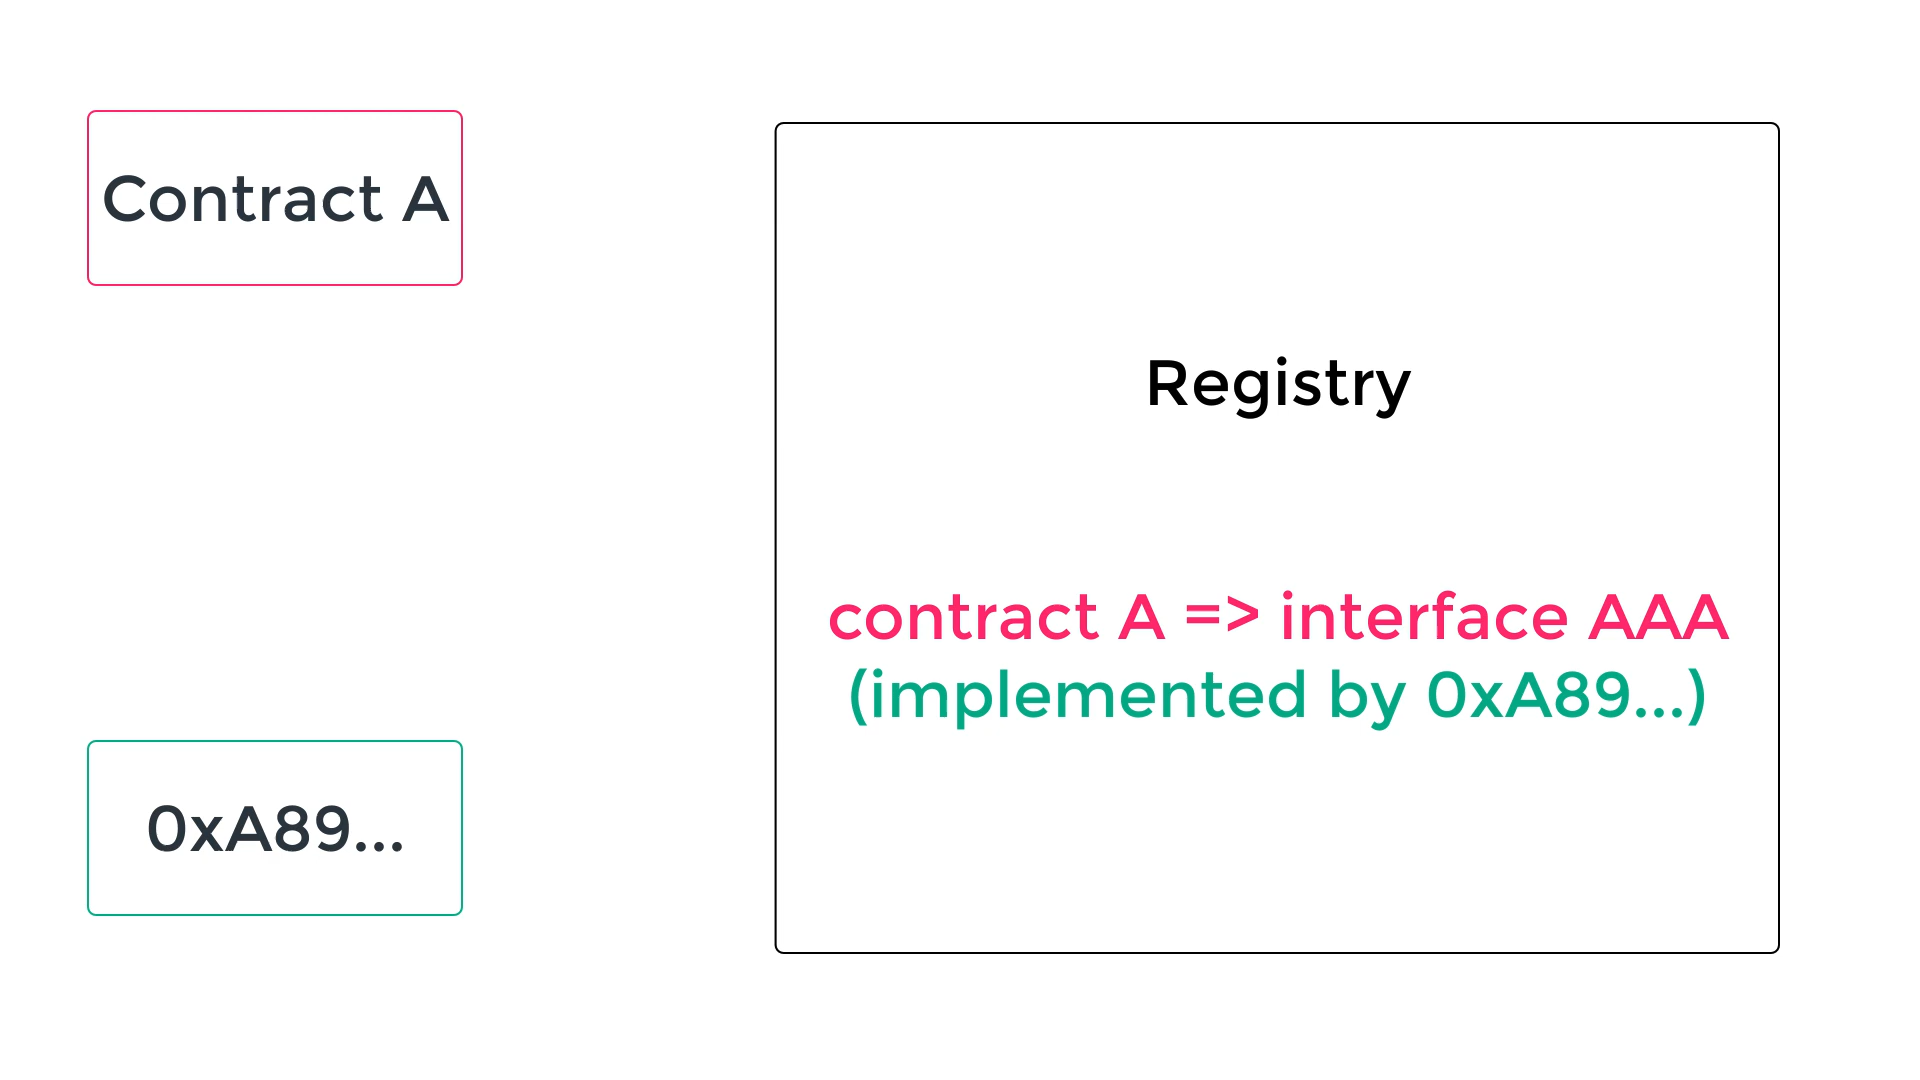 Contract A
Registry
contract A => interface AAA
(implemented by 0xA89...)
0xA89...